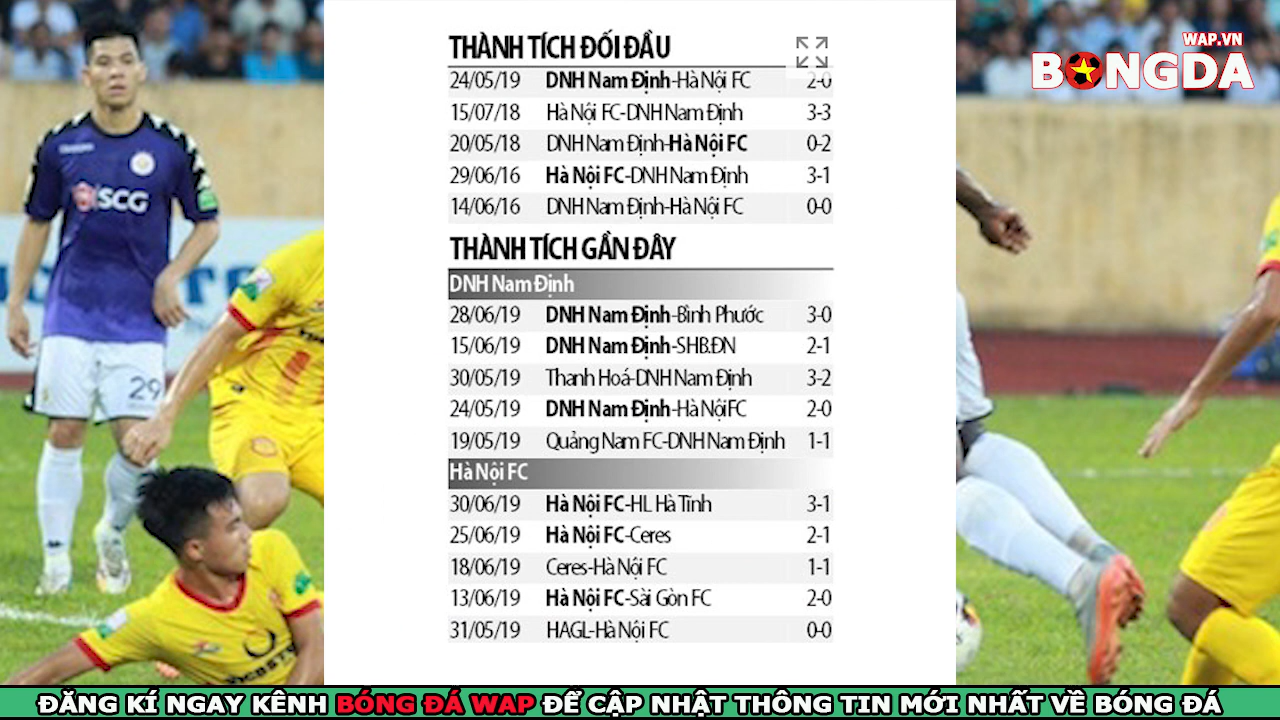 THÀNH TÍCH ĐỐI ĐẦU
24/05/19 DNH Nam Định-Hà Nội FC 2-0
15/07/18 Hà Nội FC-DNH Nam Định 3-3
20/05/18 DNH Nam Định-Hà Nội FC 0-2
29/06/16 Hà Nội FC-DNH Nam Định 3-1
14/06/16 DNH Nam Định-Hà Nội FC 0-0
THÀNH TÍCH GẦN ĐÂY
DNH Nam Định
28/06/19 DNH Nam Định-Bình Phước 3-0
15/06/19 DNH Nam Định-SHB.ĐN 2-1
30/05/19 Thanh Hoá-DNH Nam Định 3-2
24/05/19 DNH Nam Định-Hà NộiFC 2-0
19/05/19 Quảng Nam FC-DNH Nam Định 1-1
Hà Nội FC
30/06/19 Hà Nội FC-HL Hà Tĩnh 3-1
25/06/19 Hà Nội FC-Ceres 2-1
18/06/19 Ceres-Hà Nội FC 1-1
13/06/19 Hà Nội FC-Sài Gòn FC 2-0
31/05/19 HAGL-Hà Nội FC 0-0
WAP.VN
BONGDA
SCG
29
ĐĂNG KÍ NGAY KÊNH BÓNG ĐÁ WAP ĐỂ CẬP NHẬT THÔNG TIN MỚI NHẤT VỀ BÓNG ĐÁ